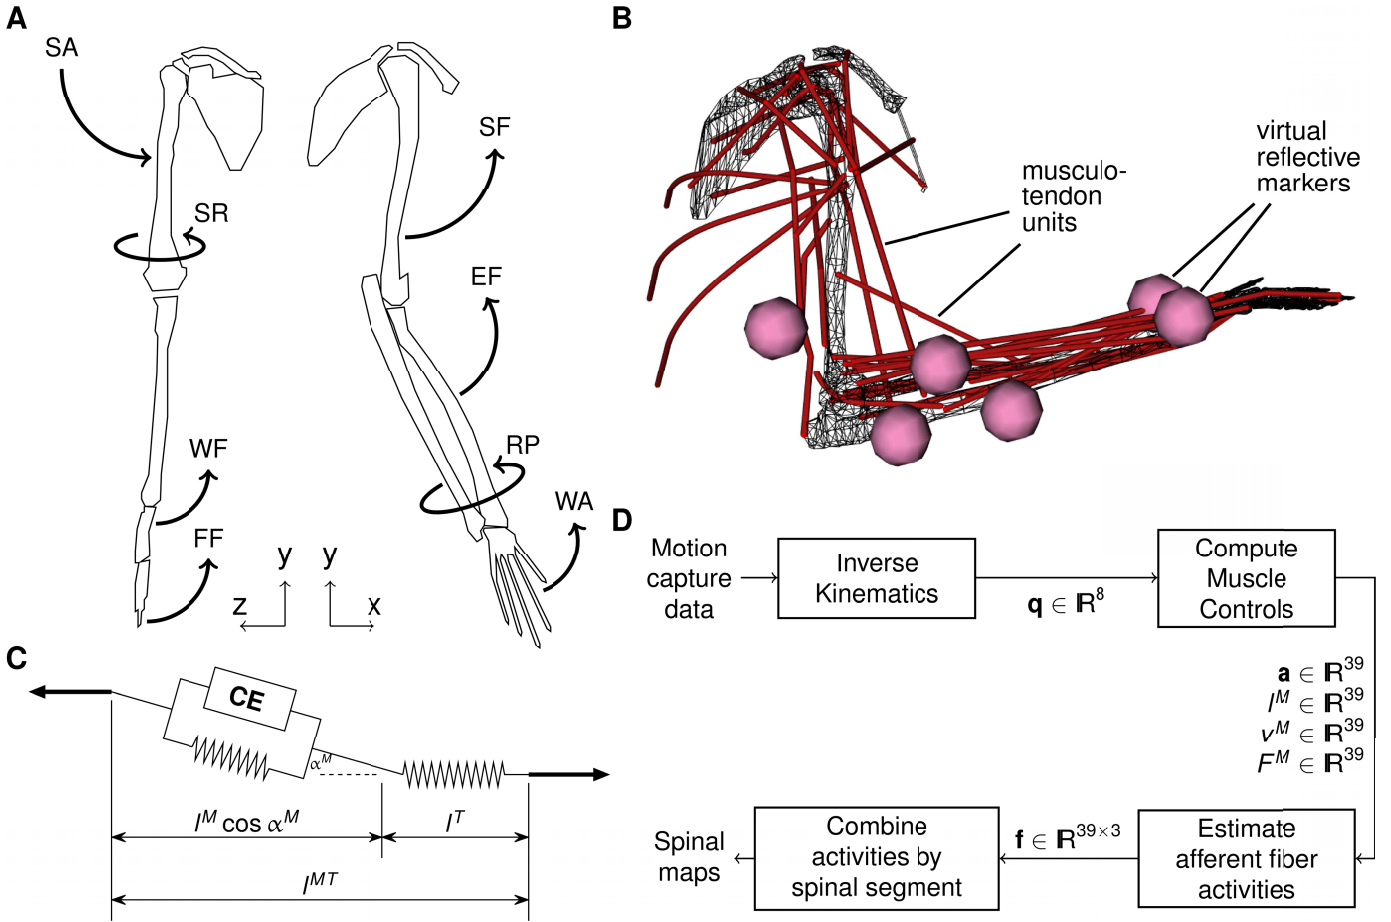 A
SA
SR
WF
FF
y
z
SF
EF
RP
WA
y
x
B
musculo-
tendon
units
virtual
reflective
markers
C
CE
α^M
l^M cos α^M
l^T
l^MT
D
Motion
capture
data
Inverse
Kinematics
q ∈ ℝ^8
Compute
Muscle
Controls
a ∈ ℝ^39
l^M ∈ ℝ^39
v^M ∈ ℝ^39
F^M ∈ ℝ^39
Estimate
afferent fiber
activities
f ∈ ℝ^39×3
Combine
activities by
spinal segment
Spinal
maps